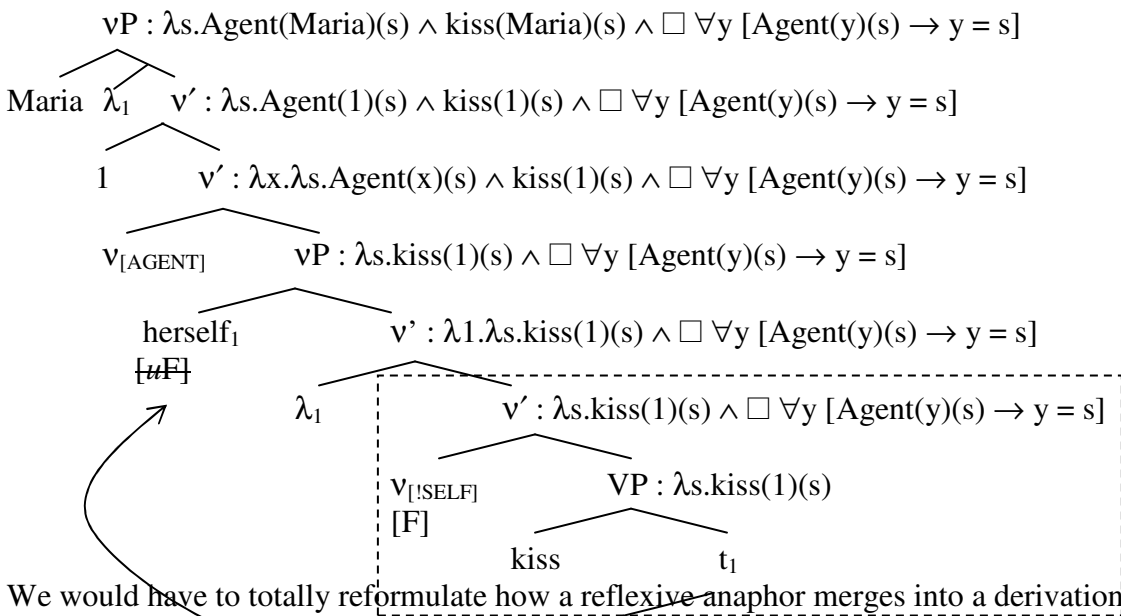 vP : λs.Agent(Maria)(s) ∧ kiss(Maria)(s) ∧ □ ∀y [Agent(y)(s) → y = s]
Maria λ₁ v′ : λs.Agent(1)(s) ∧ kiss(1)(s) ∧ □ ∀y [Agent(y)(s) → y = s]
1 v′ : λx.λs.Agent(x)(s) ∧ kiss(1)(s) ∧ □ ∀y [Agent(y)(s) → y = s]
v[AGENT] vP : λs.kiss(1)(s) ∧ □ ∀y [Agent(y)(s) → y = s]
herself₁ v’ : λ1.λs.kiss(1)(s) ∧ □ ∀y [Agent(y)(s) → y = s]
[uF]
λ₁ v′ : λs.kiss(1)(s) ∧ □ ∀y [Agent(y)(s) → y = s]
v[!SELF] VP : λs.kiss(1)(s)
[F]
kiss t₁
We would have to totally reformulate how a reflexive anaphor merges into a derivation